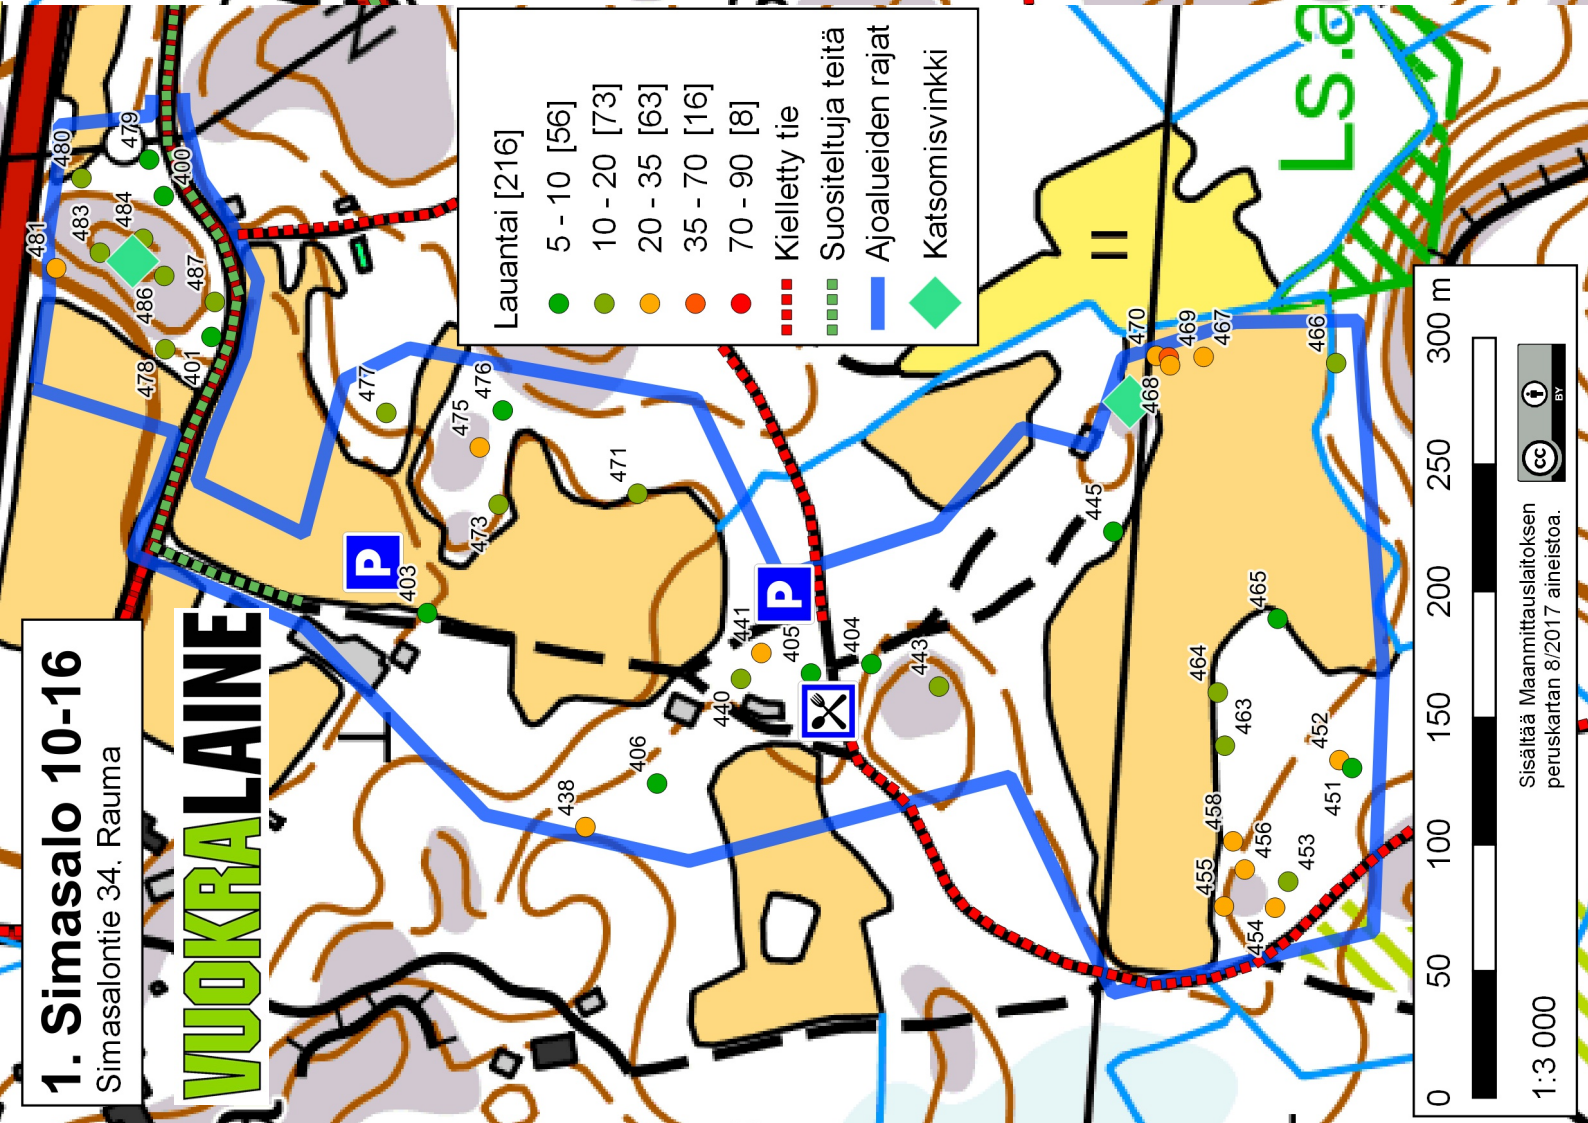 1. Simasalo 10-16
Simasalontie 34. Rauma
VUOKRALAINE
Lauantai [216]
5 - 10 [56]
10 - 20 [73]
20 - 35 [63]
35 - 70 [16]
70 - 90 [8]
Kielletty tie
Suositeltuja teitä
Ajoalueiden rajat
Katsomisvinkki
N
Ls.a
II
P
P
481
480
479
400
483
484
486
487
478
401
477
476
475
473
471
403
441
440
405
404
443
406
438
445
470
469
467
468
466
465
464
463
452
451
458
456
455
453
454
0
50
100
150
200
250
300 m
1:3 000
Sisältää Maanmittauslaitoksen
peruskartan 8/2017 aineistoa.
cc
BY